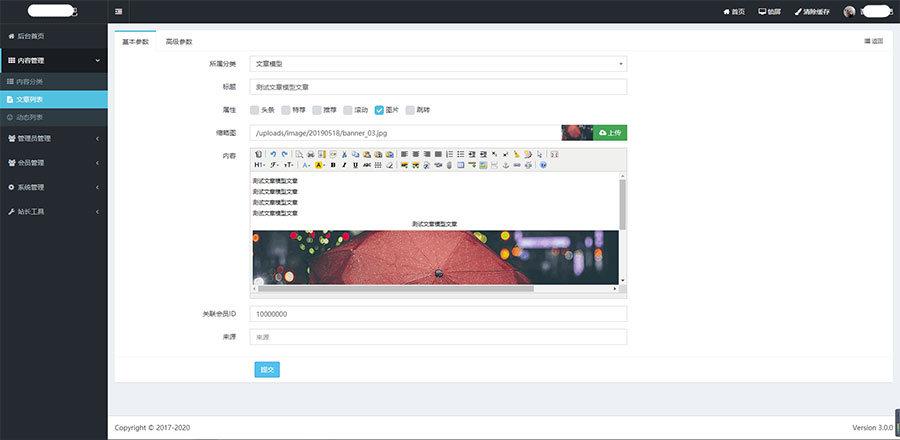 首页 锁屏 清除缓存
后台首页
内容管理
内容分类
文章列表
动态列表
管理员管理
会员管理
系统管理
站长工具
基本参数 高级参数 返回
所属分类 文章模型
标题 测试文章模型文章
属性 头条 特荐 推荐 滚动 图片 跳转
缩略图 /uploads/image/20190518/banner_03.jpg 上传
内容
测试文章模型文章
测试文章模型文章
测试文章模型文章
测试文章模型文章
测试文章模型文章
关联会员ID 10000000
来源 来源
提交
Copyright © 2017-2020 Version 3.0.0